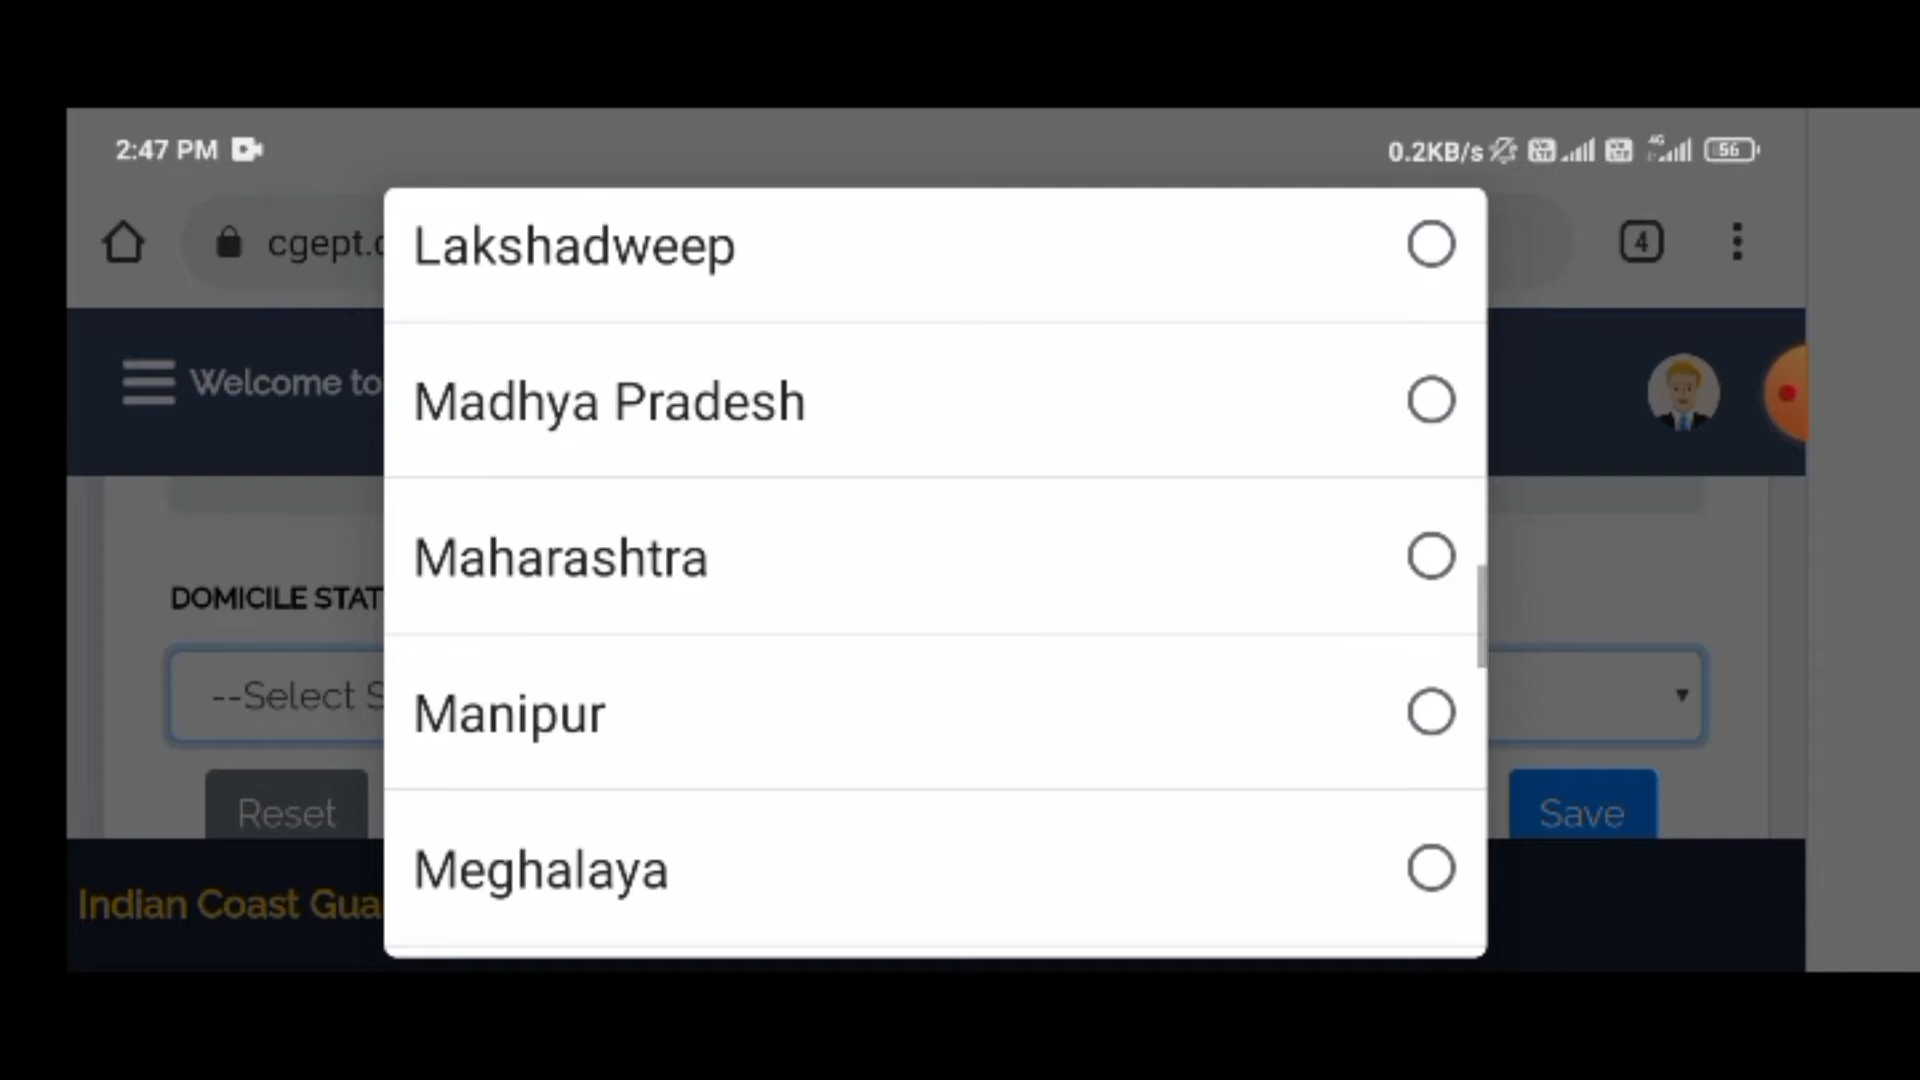 2:47 PM
0.2KB/s 4G 56
cgept.c
4
Lakshadweep
Welcome to
Madhya Pradesh
Maharashtra
DOMICILE STAT
--Select S
Manipur
Reset
Save
Meghalaya
Indian Coast Gua